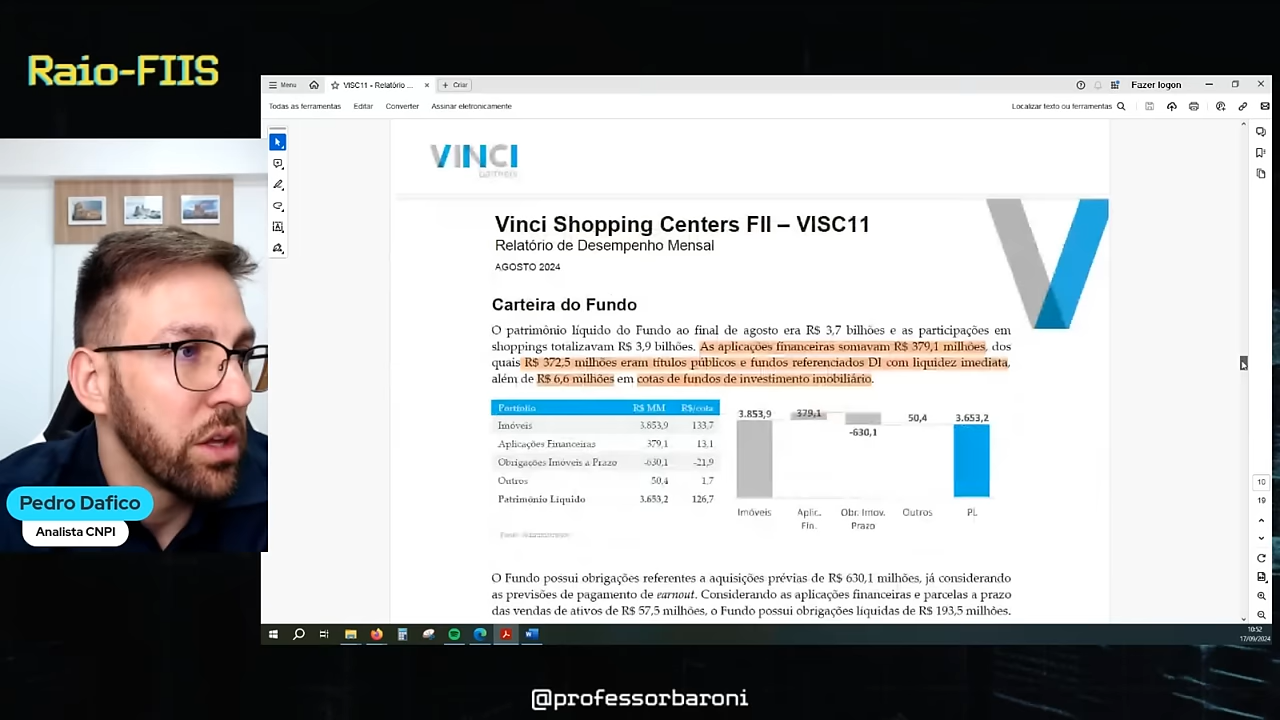 Raio-FIIS
Menu
VISC11 - Relatório ...
Criar
Fazer logon
Todas as ferramentas
Editar
Converter
Assinar eletronicamente
Localizar texto ou ferramentas
VINCI
Vinci Shopping Centers FII – VISC11
Relatório de Desempenho Mensal
AGOSTO 2024
Carteira do Fundo
O patrimônio líquido do Fundo ao final de agosto era R$ 3,7 bilhões e as participações em
shoppings totalizavam R$ 3,9 bilhões. As aplicações financeiras somavam R$ 379,1 milhões, dos
quais R$ 372,5 milhões eram títulos públicos e fundos referenciados DI com liquidez imediata,
além de R$ 6,6 milhões em cotas de fundos de investimento imobiliário.
Portfólio R$ MM R$/cota
Imóveis 3.853,9 133,7
Aplicações Financeiras 379,1 13,1
Obrigações Imóveis a Prazo -630,1 -21,9
Outros 50,4 1,7
Patrimônio Líquido 3.653,2 126,7
3.853,9 379,1 -630,1 50,4 3.653,2
Imóveis Aplic. Fin. Obr. Imov. Prazo Outros PL
O Fundo possui obrigações referentes a aquisições prévias de R$ 630,1 milhões, já considerando
as previsões de pagamento de earnout. Considerando as aplicações financeiras e parcelas a prazo
das vendas de ativos de R$ 57,5 milhões, o Fundo possui obrigações líquidas de R$ 193,5 milhões.
10
19
10:52
17/09/2024
Pedro Dafico
Analista CNPI
@professorbaroni